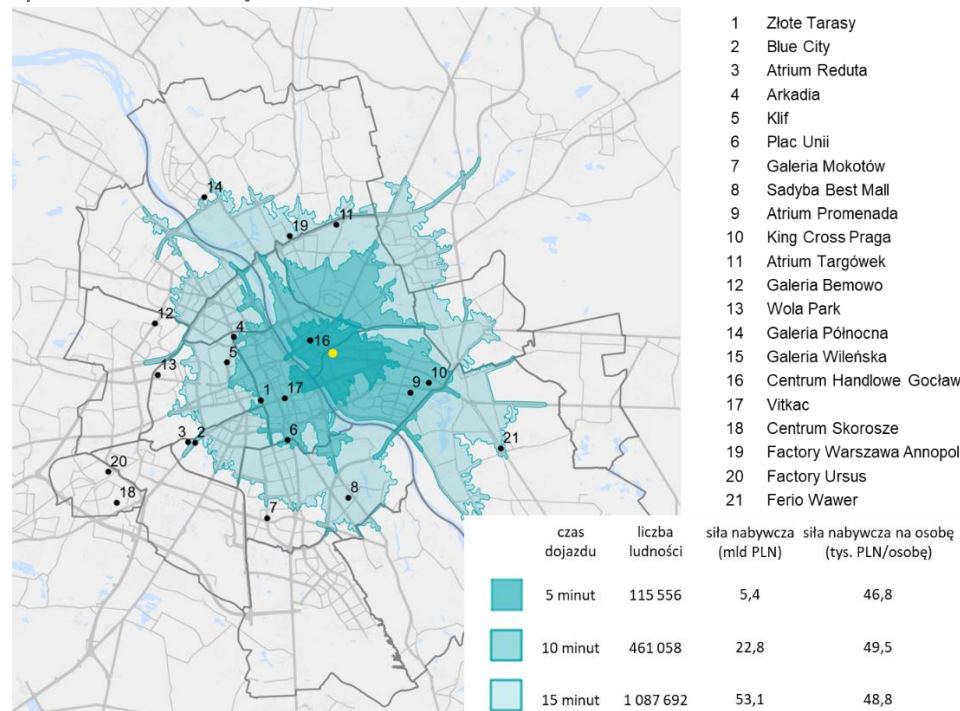 1 Złote Tarasy
2 Blue City
3 Atrium Reduta
4 Arkadia
5 Klif
6 Plac Unii
7 Galeria Mokotów
8 Sadyba Best Mall
9 Atrium Promenada
10 King Cross Praga
11 Atrium Targówek
12 Galeria Bemowo
13 Wola Park
14 Galeria Północna
15 Galeria Wileńska
16 Centrum Handlowe Gocław
17 Vitkac
18 Centrum Skorosze
19 Factory Warszawa Annopol
20 Factory Ursus
21 Ferio Wawer
14
11
19
12
4
16
5
13
10
9
1
17
3 2
6
21
20
8
18
7
czas dojazdu liczba ludności siła nabywcza (mld PLN) siła nabywcza na osobę (tys. PLN/osobę)
5 minut 115 556 5,4 46,8
10 minut 461 058 22,8 49,5
15 minut 1 087 692 53,1 48,8